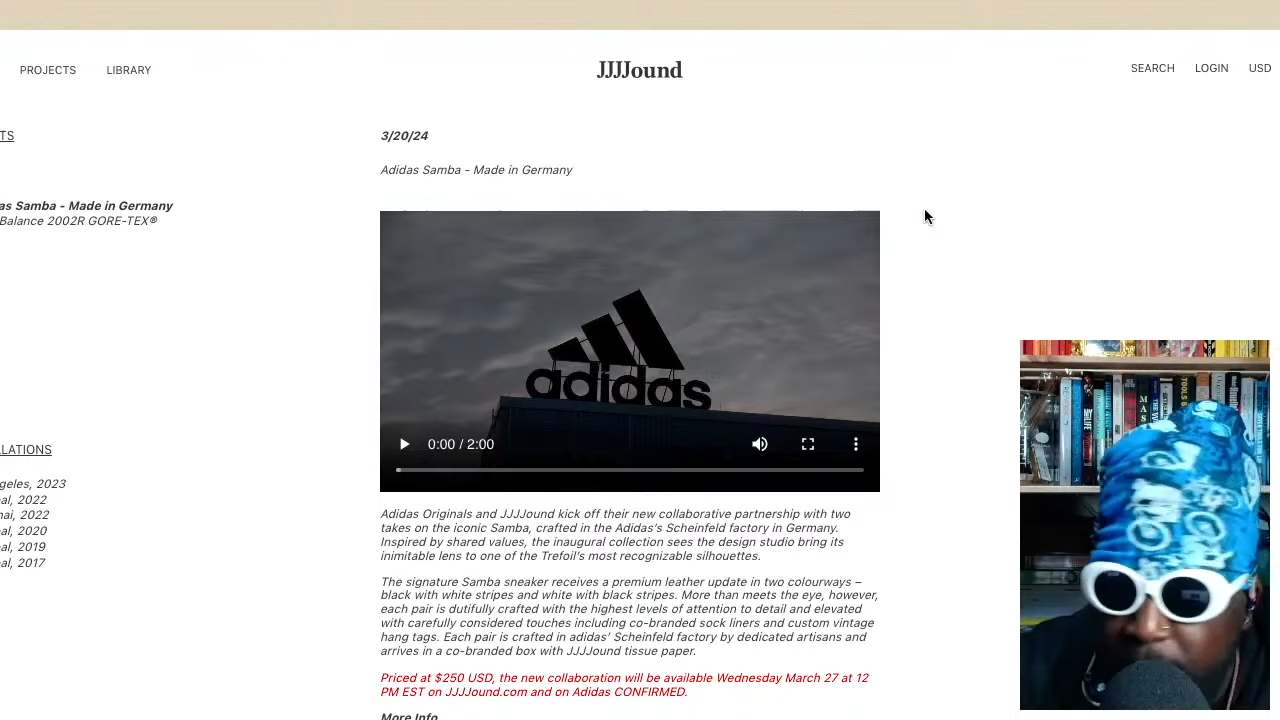 PROJECTS LIBRARY JJJJound SEARCH LOGIN USD
TS
as Samba - Made in Germany
Balance 2002R GORE-TEX®
LLATIONS
geles, 2023
al, 2022
hai, 2022
al, 2020
al, 2019
al, 2017
3/20/24
Adidas Samba - Made in Germany
adidas
0:00 / 2:00
Adidas Originals and JJJJound kick off their new collaborative partnership with two
takes on the iconic Samba, crafted in the Adidas's Scheinfeld factory in Germany.
Inspired by shared values, the inaugural collection sees the design studio bring its
inimitable lens to one of the Trefoil's most recognizable silhouettes.
The signature Samba sneaker receives a premium leather update in two colourways –
black with white stripes and white with black stripes. More than meets the eye, however,
each pair is dutifully crafted with the highest levels of attention to detail and elevated
with carefully considered touches including co-branded sock liners and custom vintage
hang tags. Each pair is crafted in adidas' Scheinfeld factory by dedicated artisans and
arrives in a co-branded box with JJJJound tissue paper.
Priced at $250 USD, the new collaboration will be available Wednesday March 27 at 12
PM EST on JJJJound.com and on Adidas CONFIRMED.
More Info